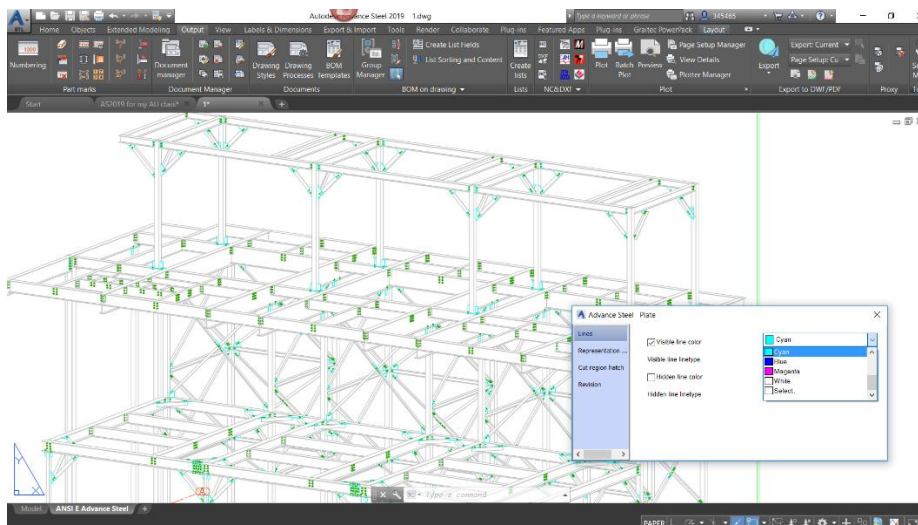 Autodesk Advance Steel 2019 1.dwg
Type a keyword or phrase
345465
Home Objects Extended Modeling Output View Labels & Dimensions Export & Import Tools Render Collaborate Plug-ins Featured Apps Plug-ins Graitec PowerPack Layout
Numbering
Document manager
Drawing Styles
Drawing Processes
BOM Templates
Group Manager
Create List Fields
List Sorting and Content
Create lists
Plot
Batch Plot
Preview
Page Setup Manager
View Details
Plotter Manager
Export
Export: Current
Page Setup: Cu
Part marks
Document Manager
Documents
BOM on drawing
Lists
NC&DXF
Plot
Export to DWF/PDF
Proxy
Start
AS2019 for my AU class*
1*
Advance Steel Plate
Lines
Representation ...
Cut region hatch
Revision
Visible line color
Visible line linetype
Hidden line color
Hidden line linetype
Cyan
Cyan
Blue
Magenta
White
Select.
Y
X
A
Type a command
Model
ANSI E Advance Steel
PAPER